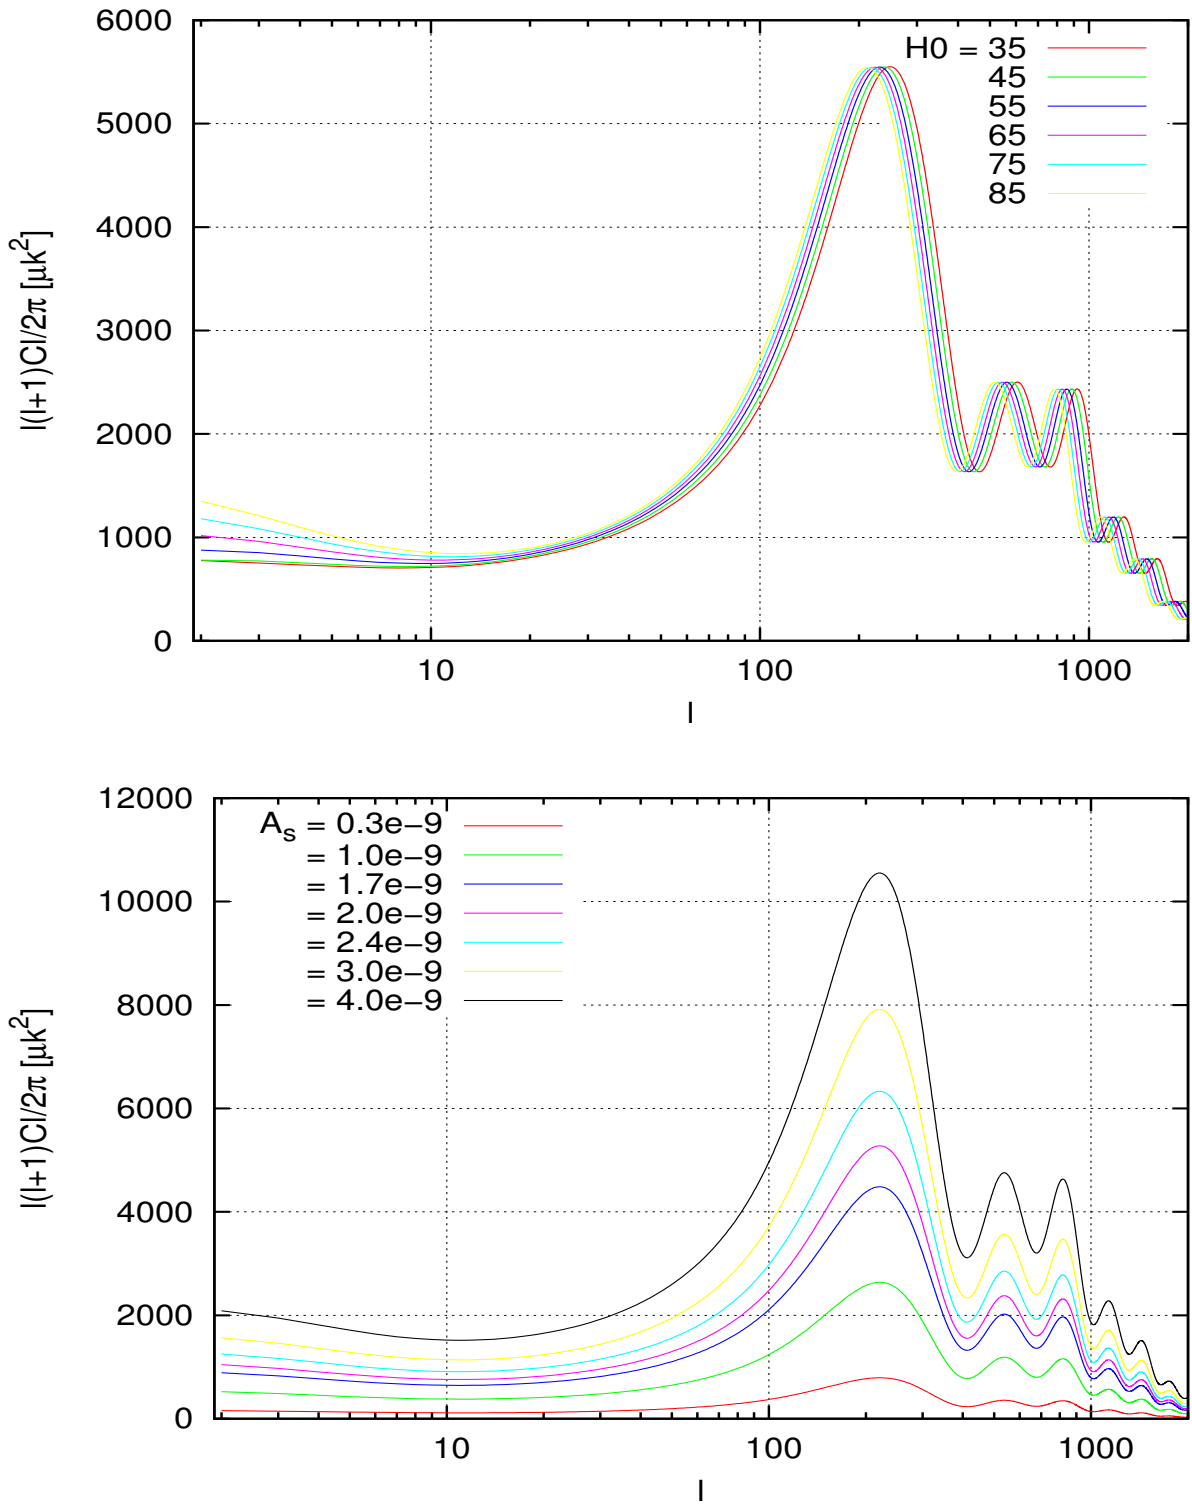 6000
5000
4000
3000
2000
1000
0
l(l+1)Cl/2π [μk²]
H0 = 35
45
55
65
75
85
10
100
1000
l
12000
10000
8000
6000
4000
2000
0
l(l+1)Cl/2π [μk²]
Aₛ = 0.3e−9
= 1.0e−9
= 1.7e−9
= 2.0e−9
= 2.4e−9
= 3.0e−9
= 4.0e−9
10
100
1000
l